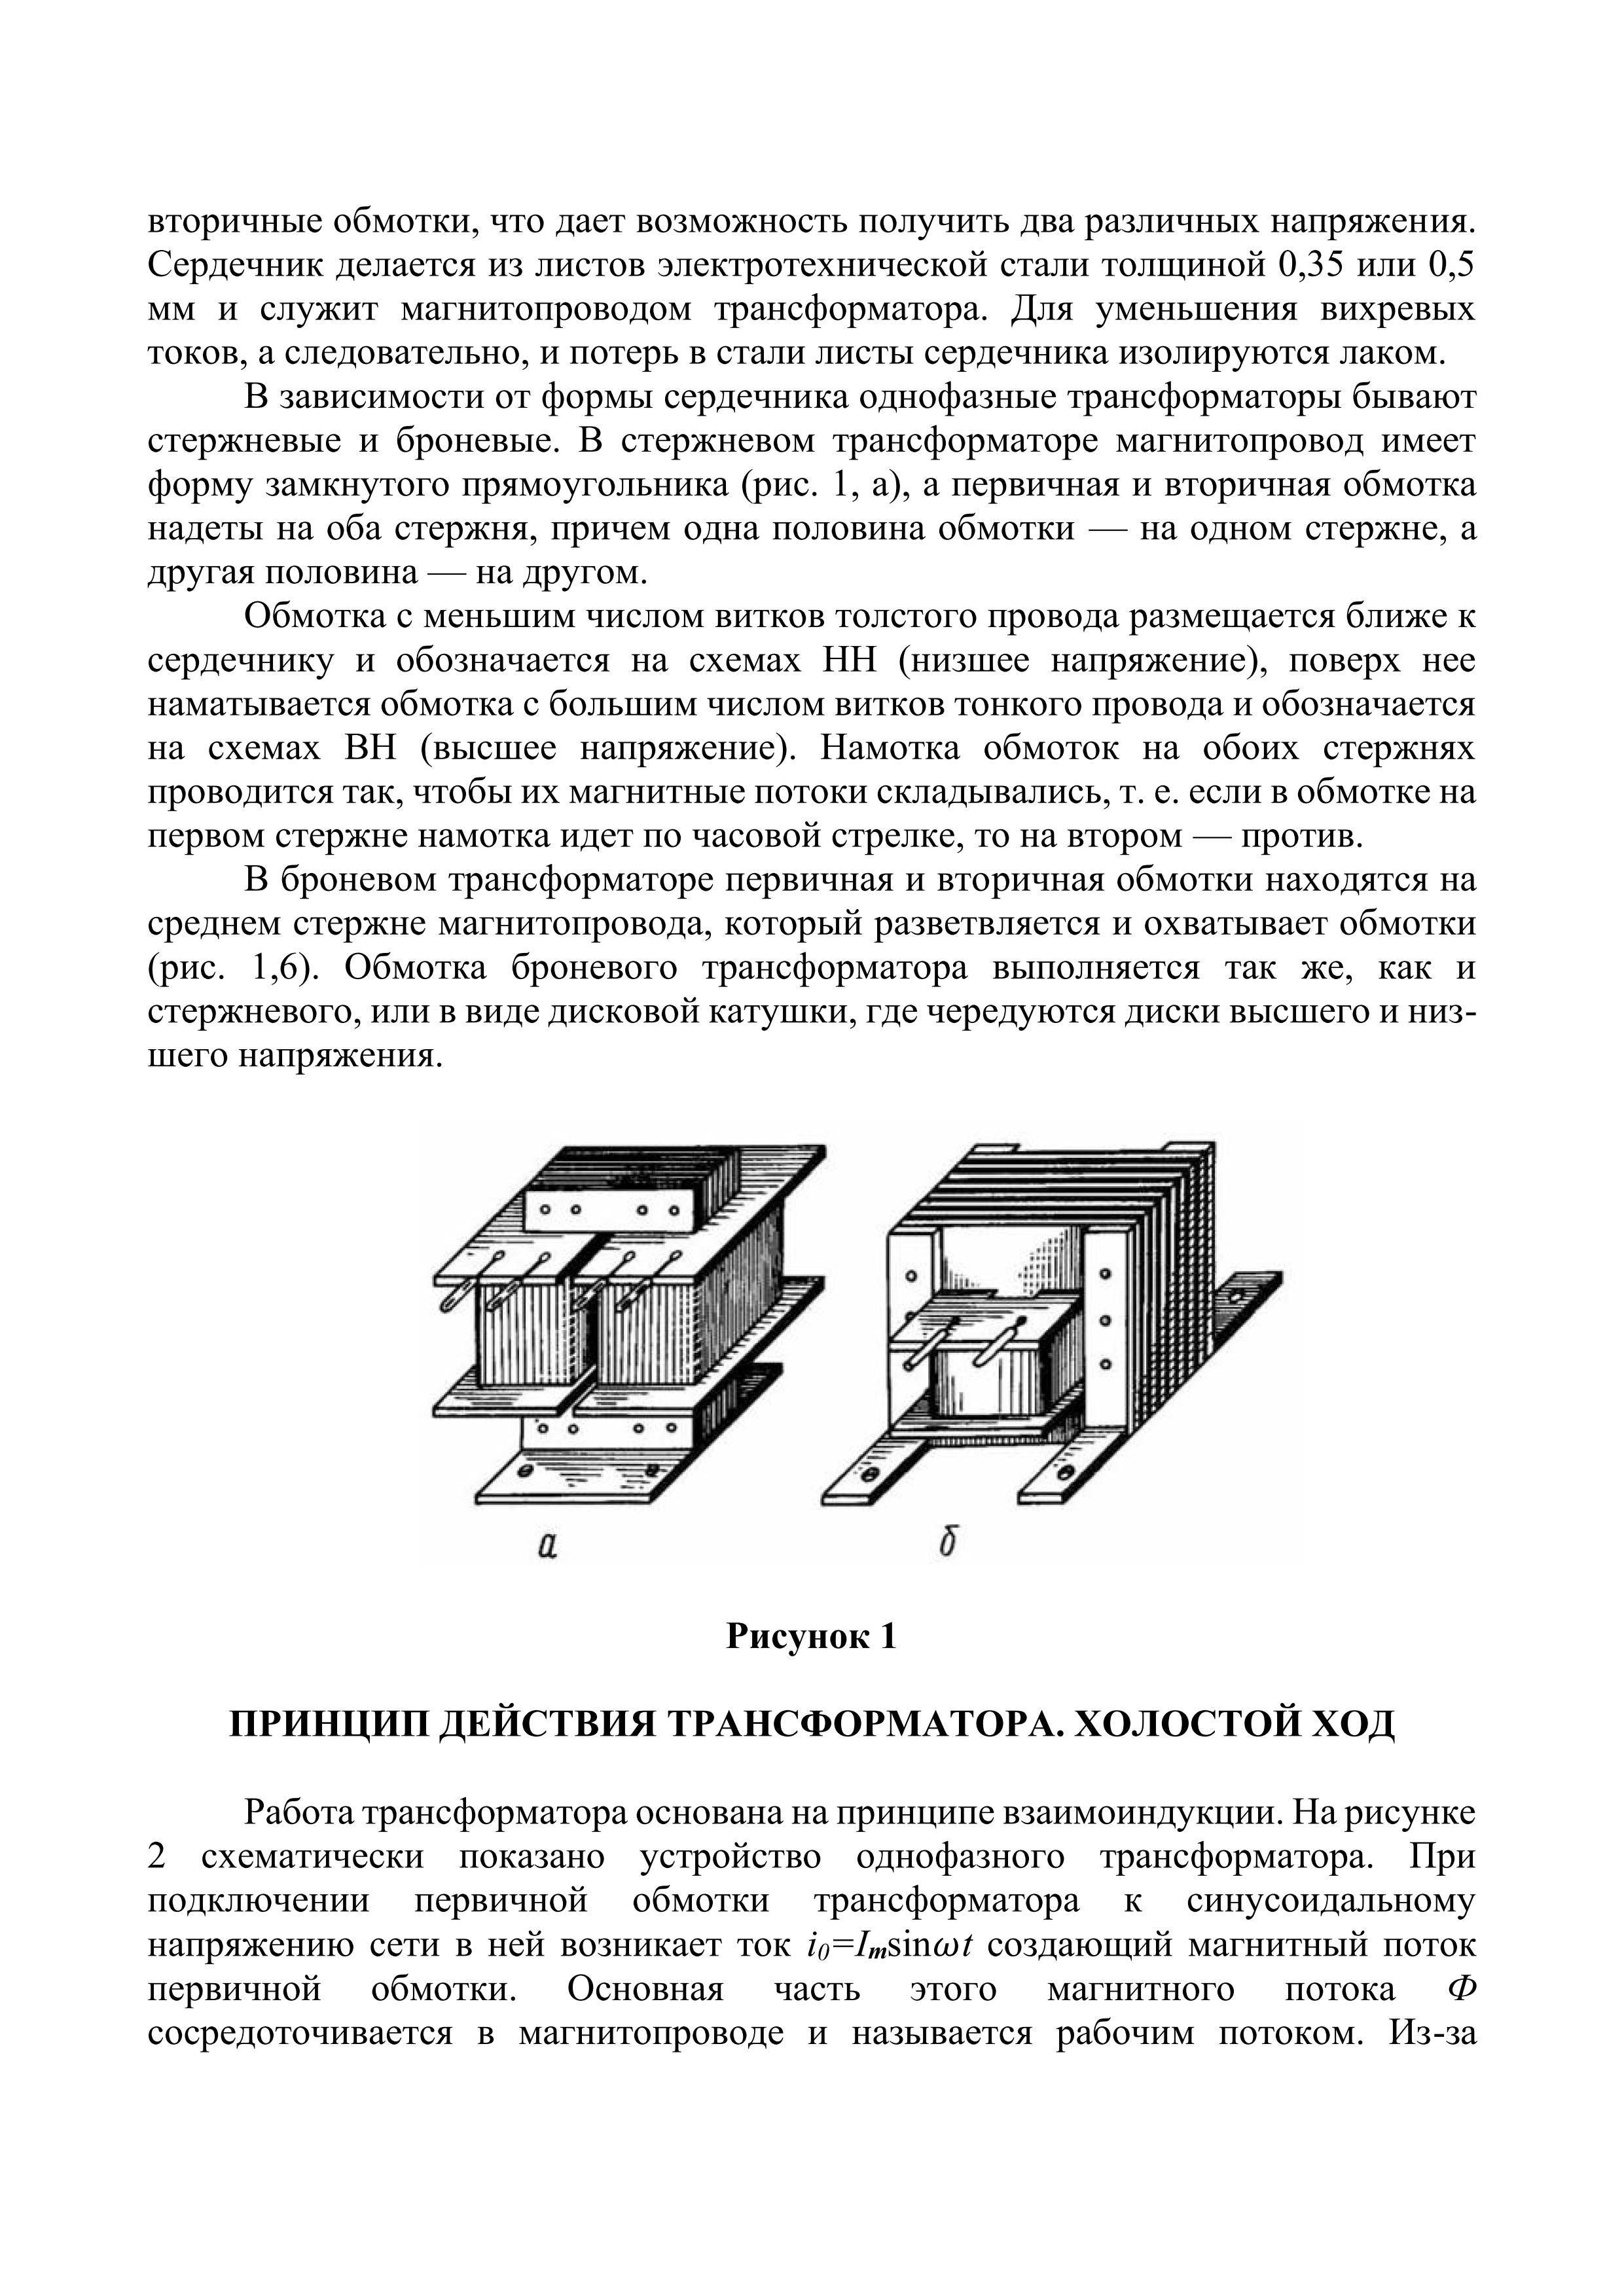 вторичные обмотки, что дает возможность получить два различных напряжения.
Сердечник делается из листов электротехнической стали толщиной 0,35 или 0,5
мм и служит магнитопроводом трансформатора. Для уменьшения вихревых
токов, а следовательно, и потерь в стали листы сердечника изолируются лаком.
В зависимости от формы сердечника однофазные трансформаторы бывают
стержневые и броневые. В стержневом трансформаторе магнитопровод имеет
форму замкнутого прямоугольника (рис. 1, а), а первичная и вторичная обмотка
надеты на оба стержня, причем одна половина обмотки — на одном стержне, а
другая половина — на другом.
Обмотка с меньшим числом витков толстого провода размещается ближе к
сердечнику и обозначается на схемах НН (низшее напряжение), поверх нее
наматывается обмотка с большим числом витков тонкого провода и обозначается
на схемах ВН (высшее напряжение). Намотка обмоток на обоих стержнях
проводится так, чтобы их магнитные потоки складывались, т. е. если в обмотке на
первом стержне намотка идет по часовой стрелке, то на втором — против.
В броневом трансформаторе первичная и вторичная обмотки находятся на
среднем стержне магнитопровода, который разветвляется и охватывает обмотки
(рис. 1,6). Обмотка броневого трансформатора выполняется так же, как и
стержневого, или в виде дисковой катушки, где чередуются диски высшего и низ-
шего напряжения.
а б
Рисунок 1
ПРИНЦИП ДЕЙСТВИЯ ТРАНСФОРМАТОРА. ХОЛОСТОЙ ХОД
Работа трансформатора основана на принципе взаимоиндукции. На рисунке
2 схематически показано устройство однофазного трансформатора. При
подключении первичной обмотки трансформатора к синусоидальному
напряжению сети в ней возникает ток i₀=Iₘsinωt создающий магнитный поток
первичной обмотки. Основная часть этого магнитного потока Ф
сосредоточивается в магнитопроводе и называется рабочим потоком. Из-за